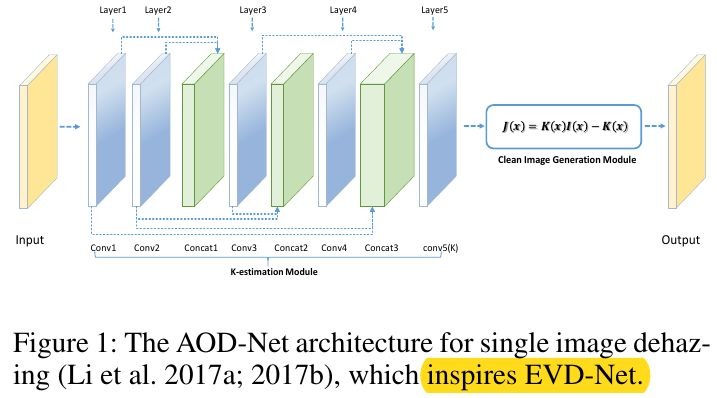 Layer1 Layer2 Layer3 Layer4 Layer5
J(x) = K(x)I(x) − K(x)
Clean Image Generation Module
Input
Output
Conv1 Conv2 Concat1 Conv3 Concat2 Conv4 Concat3 conv5(K)
K-estimation Module
Figure 1: The AOD-Net architecture for single image dehaz-
ing (Li et al. 2017a; 2017b), which inspires EVD-Net.